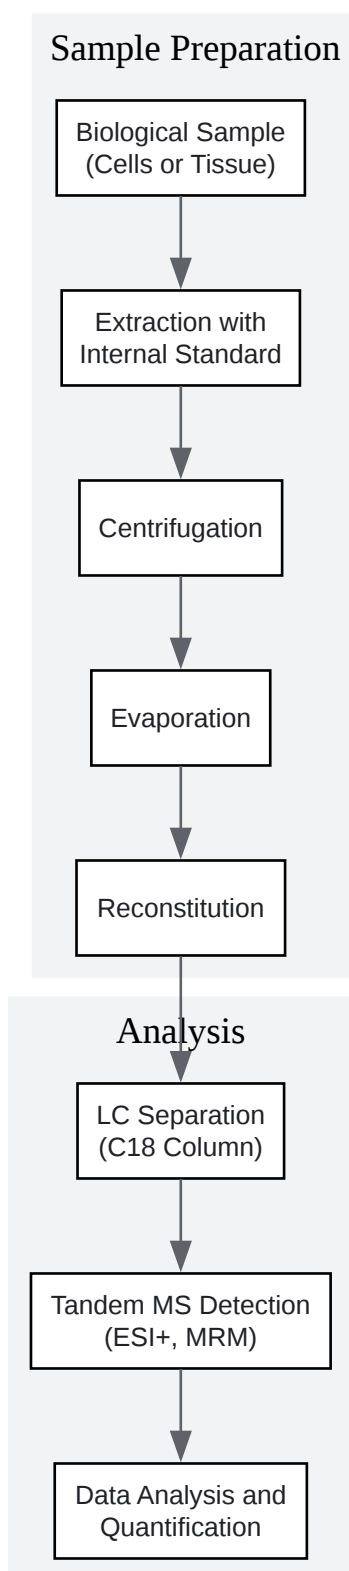 Sample Preparation
Biological Sample
(Cells or Tissue)
Extraction with
Internal Standard
Centrifugation
Evaporation
Reconstitution
Analysis
LC Separation
(C18 Column)
Tandem MS Detection
(ESI+, MRM)
Data Analysis and
Quantification